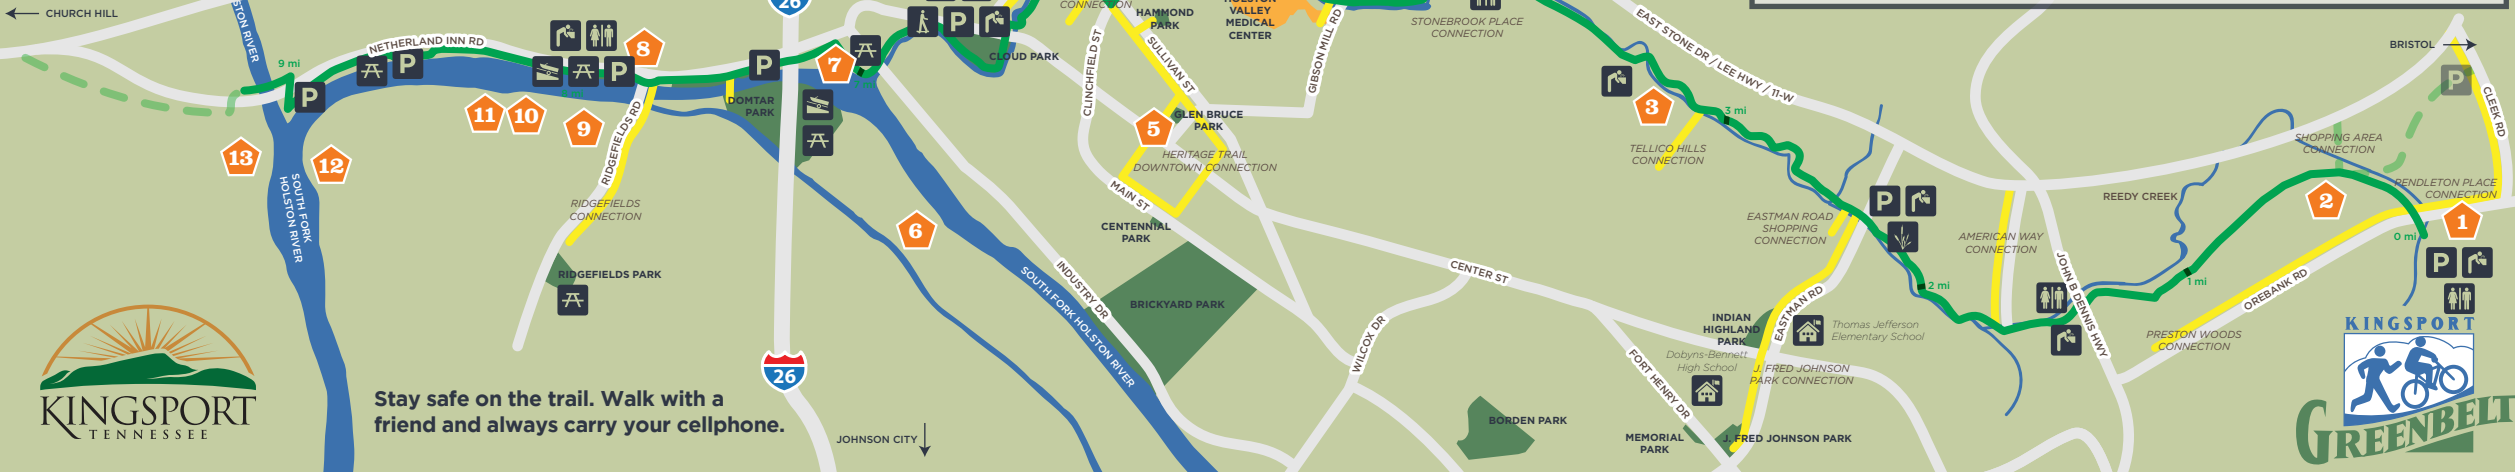 CHURCH HILL
STON RIVER
NETHERLAND INN RD
9 mi
P
P
P
8
11
10
9
13
12
SOUTH FORK
HOLSTON RIVER
RIDGEFIELDS RD
RIDGEFIELDS
CONNECTION
RIDGEFIELDS PARK
KINGSPORT
TENNESSEE
Stay safe on the trail. Walk with a
friend and always carry your cellphone.
26
P
7
DOMTAR
PARK
6
26
JOHNSON CITY
P
CLOUD PARK
CONNECTION
HAMMOND
PARK
CLINCHFIELD ST
SULLIVAN ST
5
GLEN BRUCE
PARK
HERITAGE TRAIL
DOWNTOWN CONNECTION
MAIN ST
CENTENNIAL
PARK
INDUSTRY DR
SOUTH FORK HOLSTON RIVER
BRICKYARD PARK
VALLEY
MEDICAL
CENTER
GIBSON MILL RD
STONEBROOK PLACE
CONNECTION
CENTER ST
WILCOX DR
BORDEN PARK
EAST STONE DR / LEE HWY / 11-W
3
3 mi
TELLICO HILLS
CONNECTION
EASTMAN ROAD
SHOPPING
CONNECTION
P
2 mi
INDIAN
HIGHLAND
PARK
EASTMAN RD
Thomas Jefferson
Elementary School
Dobyns-Bennett
High School
J. FRED JOHNSON
PARK CONNECTION
FORT HENRY DR
MEMORIAL
PARK
J. FRED JOHNSON PARK
AMERICAN WAY
CONNECTION
JOHN B DENNIS HWY
REEDY CREEK
1 mi
OREBANK RD
PRESTON WOODS
CONNECTION
BRISTOL
P
CLEEK RD
SHOPPING AREA
CONNECTION
PENDLETON PLACE
CONNECTION
2
1
0 mi
P
KINGSPORT
GREENBELT